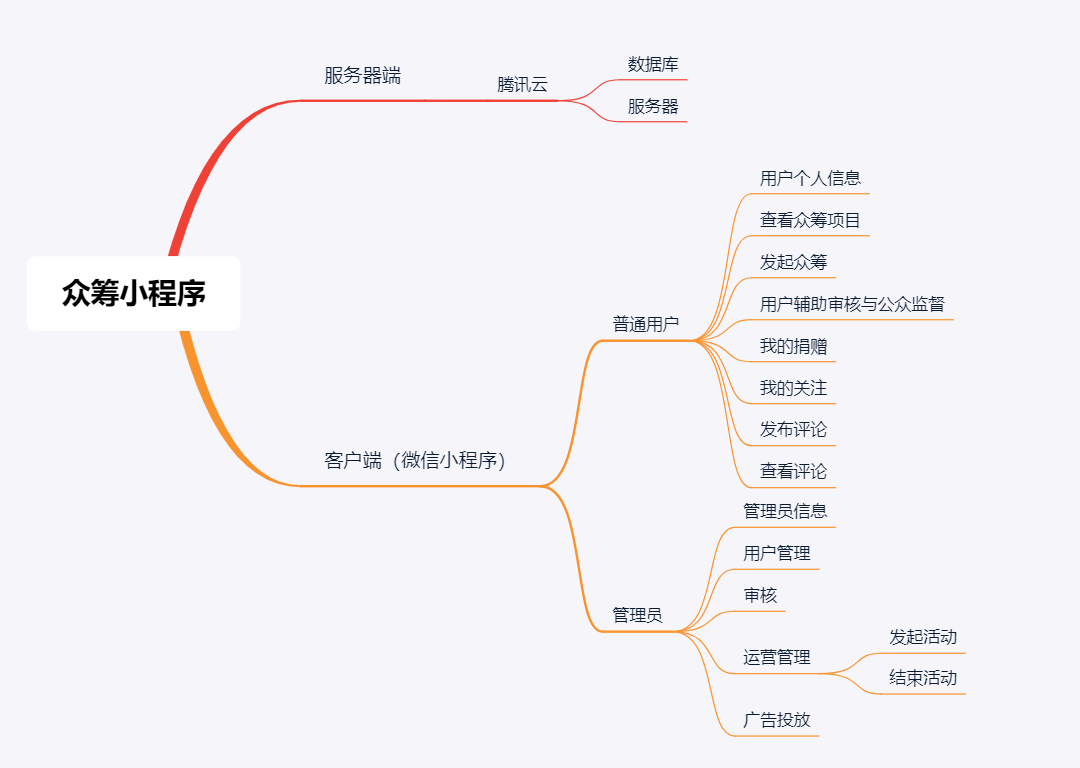 众筹小程序
服务器端
腾讯云
数据库
服务器
客户端（微信小程序）
普通用户
用户个人信息
查看众筹项目
发起众筹
用户辅助审核与公众监督
我的捐赠
我的关注
发布评论
查看评论
管理员
管理员信息
用户管理
审核
运营管理
发起活动
结束活动
广告投放